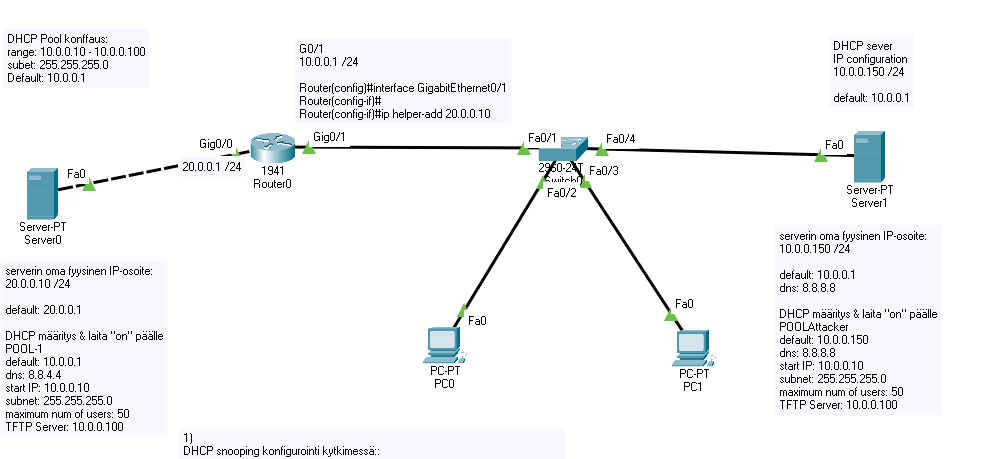 DHCP Pool konffaus:
range: 10.0.0.10 - 10.0.0.100
subet: 255.255.255.0
Default: 10.0.0.1
G0/1
10.0.0.1 /24
Router(config)#interface GigabitEthernet0/1
Router(config-if)#
Router(config-if)#ip helper-add 20.0.0.10
DHCP sever
IP configuration
10.0.0.150 /24
default: 10.0.0.1
Gig0/0
Gig0/1
20.0.0.1 /24
1941
Router0
Fa0/1
Fa0/4
2950-24T
Switch0
Fa0/3
Fa0/2
Fa0
Server-PT
Server1
Fa0
Server-PT
Server0
serverin oma fyysinen IP-osoite:
20.0.0.10 /24
default: 20.0.0.1
DHCP määritys & laita "on" päälle
POOL-1
default: 10.0.0.1
dns: 8.8.4.4
start IP: 10.0.0.10
subnet: 255.255.255.0
maximum num of users: 50
TFTP Server: 10.0.0.100
Fa0
PC-PT
PC0
Fa0
PC-PT
PC1
serverin oma fyysinen IP-osoite:
10.0.0.150 /24
default: 10.0.0.1
dns: 8.8.8.8
DHCP määritys & laita "on" päälle
POOLAttacker
default: 10.0.0.150
dns: 8.8.8.8
start IP: 10.0.0.10
subnet: 255.255.255.0
maximum num of users: 50
TFTP Server: 10.0.0.100
1)
DHCP snooping konfigurointi kytkimessä::